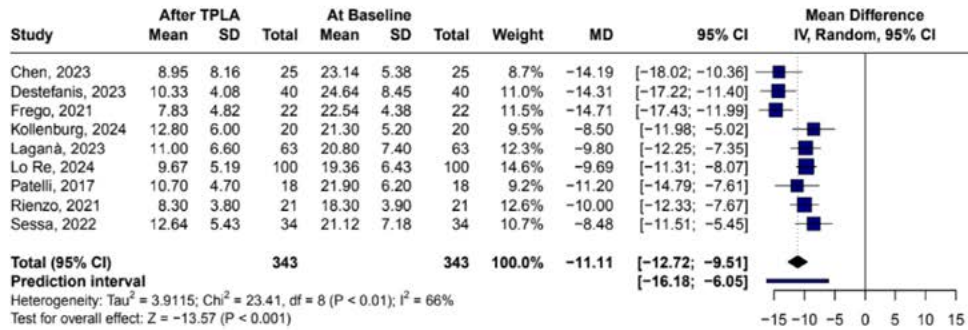 After TPLA At Baseline Mean Difference
Study Mean SD Total Mean SD Total Weight MD 95% CI IV, Random, 95% CI
Chen, 2023 8.95 8.16 25 23.14 5.38 25 8.7% −14.19 [−18.02; −10.36]
Destefanis, 2023 10.33 4.08 40 24.64 8.45 40 11.0% −14.31 [−17.22; −11.40]
Frego, 2021 7.83 4.82 22 22.54 4.38 22 11.5% −14.71 [−17.43; −11.99]
Kollenburg, 2024 12.80 6.00 20 21.30 5.20 20 9.5% −8.50 [−11.98; −5.02]
Laganà, 2023 11.00 6.60 63 20.80 7.40 63 12.3% −9.80 [−12.25; −7.35]
Lo Re, 2024 9.67 5.19 100 19.36 6.43 100 14.6% −9.69 [−11.31; −8.07]
Patelli, 2017 10.70 4.70 18 21.90 6.20 18 9.2% −11.20 [−14.79; −7.61]
Rienzo, 2021 8.30 3.80 21 18.30 3.90 21 12.6% −10.00 [−12.33; −7.67]
Sessa, 2022 12.64 5.43 34 21.12 7.18 34 10.7% −8.48 [−11.51; −5.45]
Total (95% CI) 343 343 100.0% −11.11 [−12.72; −9.51]
Prediction interval [−16.18; −6.05]
Heterogeneity: Tau² = 3.9115; Chi² = 23.41, df = 8 (P < 0.01); I² = 66%
Test for overall effect: Z = −13.57 (P < 0.001)
−15 −10 −5 0 5 10 15